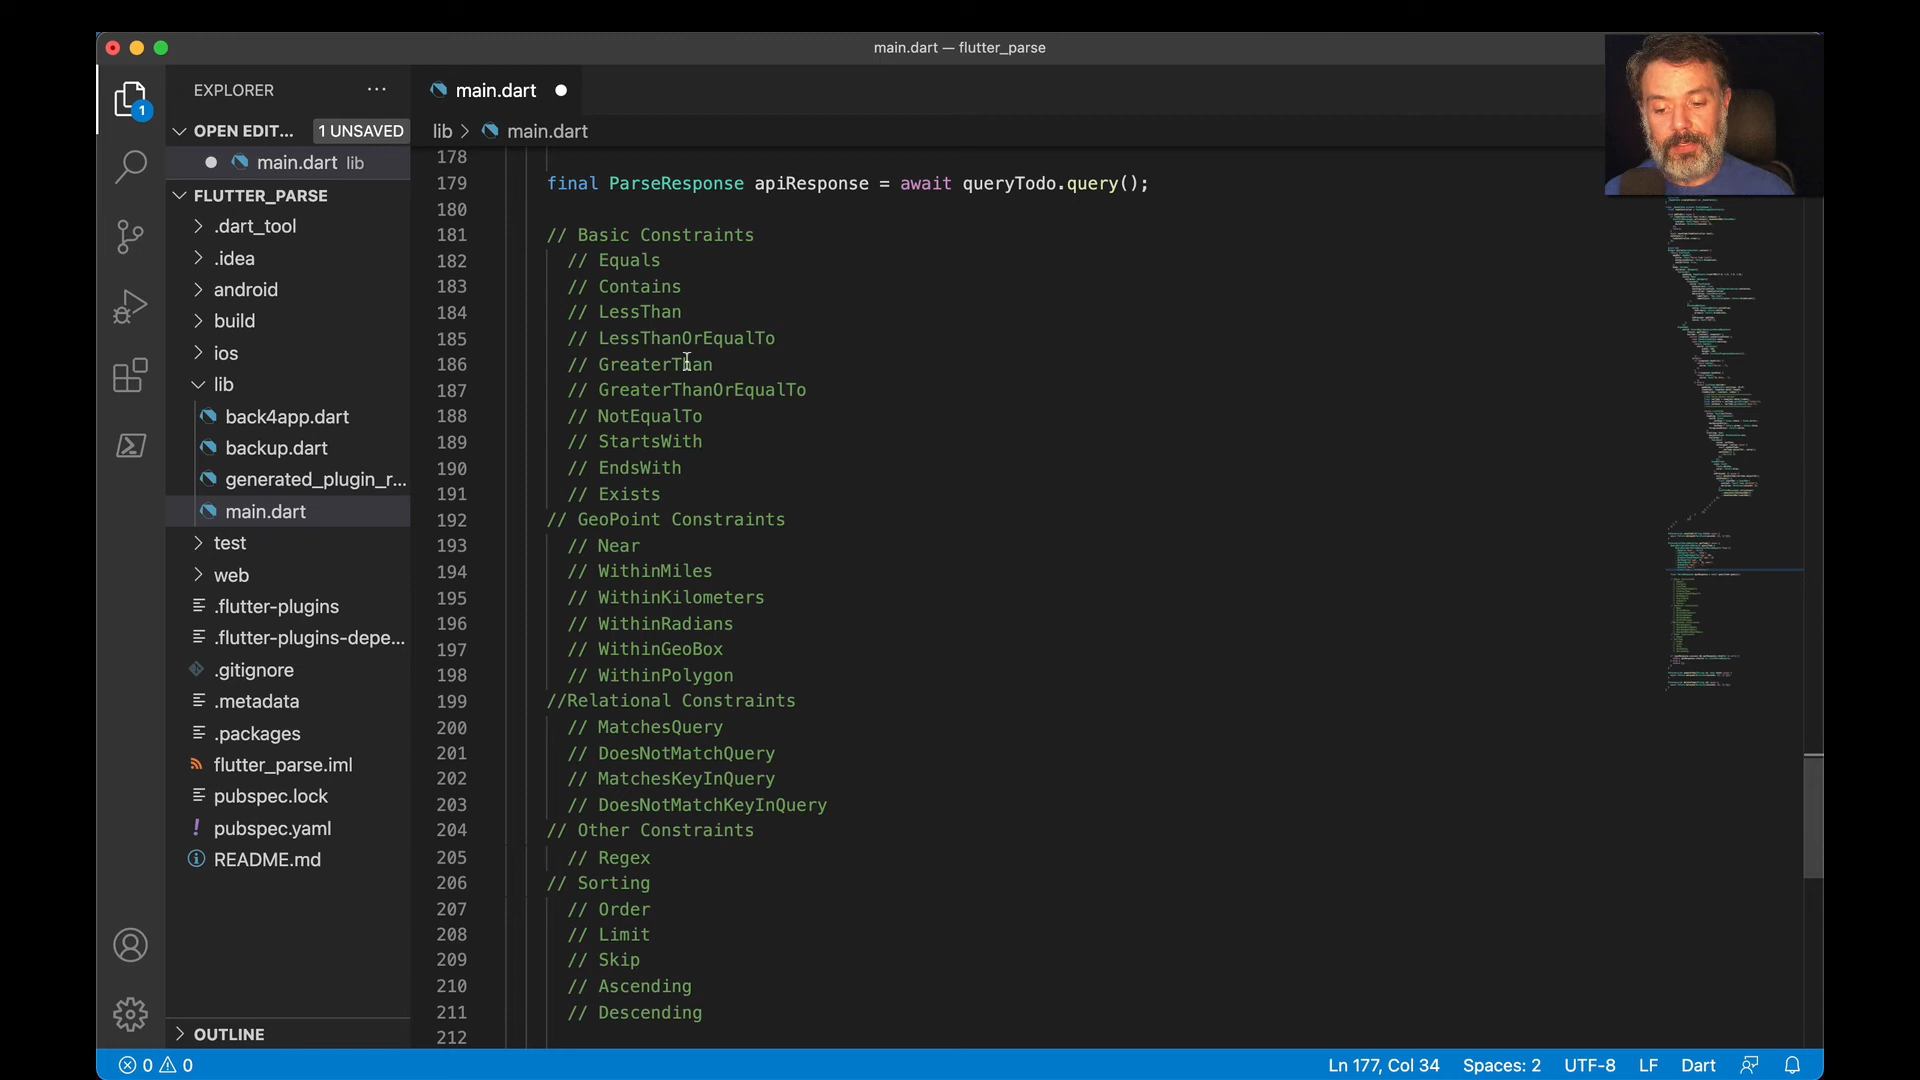 main.dart — flutter_parse
EXPLORER
main.dart
OPEN EDIT...
1 UNSAVED
lib
main.dart
main.dart lib
FLUTTER_PARSE
.dart_tool
.idea
android
build
ios
lib
back4app.dart
backup.dart
generated_plugin_r...
main.dart
test
web
.flutter-plugins
.flutter-plugins-depe...
.gitignore
.metadata
.packages
flutter_parse.iml
pubspec.lock
pubspec.yaml
README.md
OUTLINE
1
178
179 final ParseResponse apiResponse = await queryTodo.query();
180
181 // Basic Constraints
182 // Equals
183 // Contains
184 // LessThan
185 // LessThanOrEqualTo
186 // GreaterThan
187 // GreaterThanOrEqualTo
188 // NotEqualTo
189 // StartsWith
190 // EndsWith
191 // Exists
192 // GeoPoint Constraints
193 // Near
194 // WithinMiles
195 // WithinKilometers
196 // WithinRadians
197 // WithinGeoBox
198 // WithinPolygon
199 //Relational Constraints
200 // MatchesQuery
201 // DoesNotMatchQuery
202 // MatchesKeyInQuery
203 // DoesNotMatchKeyInQuery
204 // Other Constraints
205 // Regex
206 // Sorting
207 // Order
208 // Limit
209 // Skip
210 // Ascending
211 // Descending
212
0 0
Ln 177, Col 34
Spaces: 2
UTF-8
LF
Dart